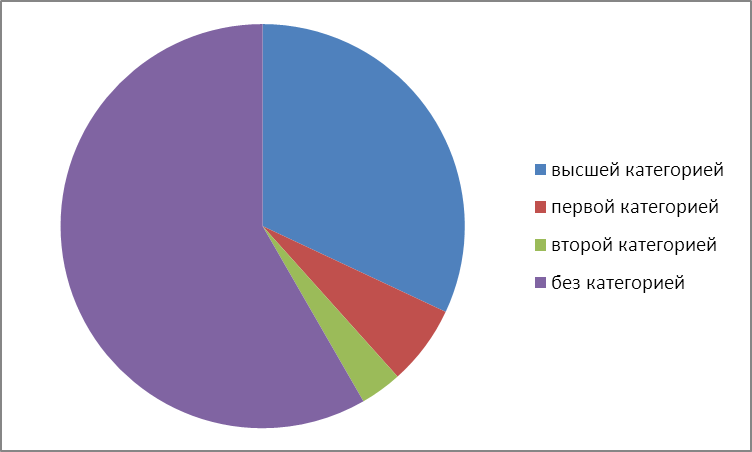 высшей категорией
первой категорией
второй категорией
без категорией